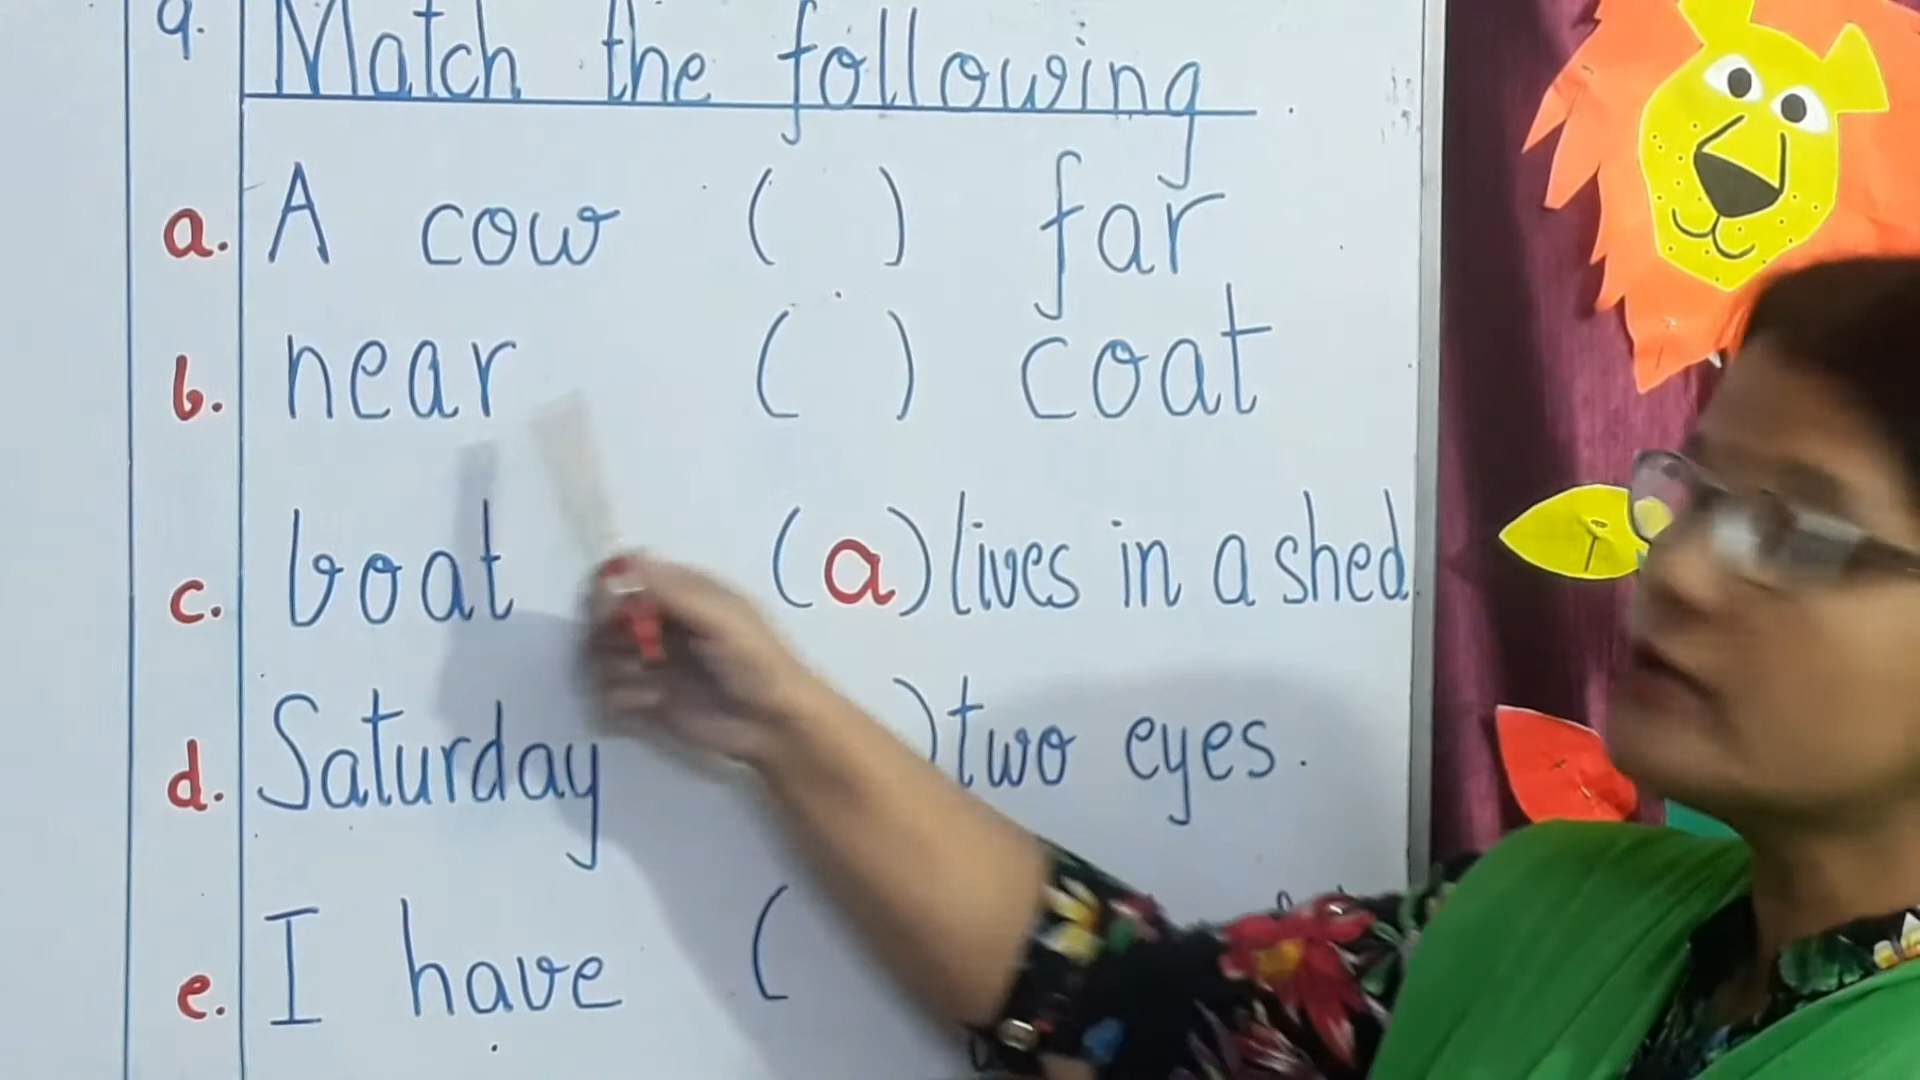 9. Match the following
a. A cow ( ) far
b. near ( ) coat
c. boat (a) lives in a shed.
d. Saturday ) two eyes.
e. I have (